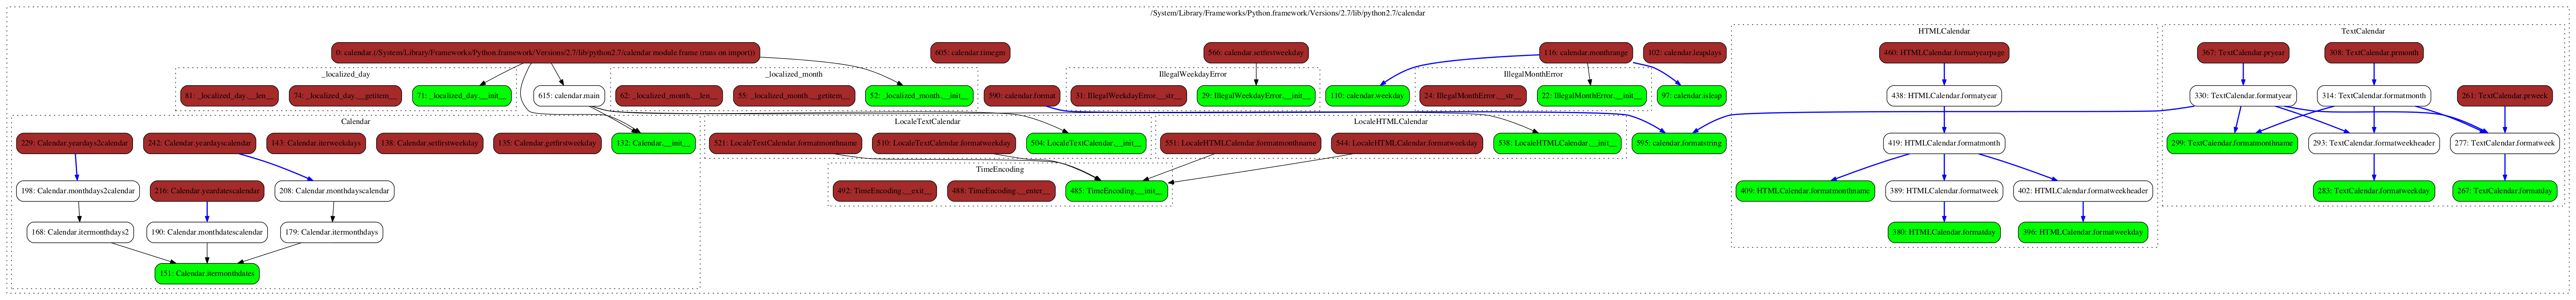 /System/Library/Frameworks/Python.framework/Versions/2.7/lib/python2.7/calendar
HTMLCalendar
TextCalendar
0: calendar.(/System/Library/Frameworks/Python.framework/Versions/2.7/lib/python2.7/calendar module frame (runs on import))
605: calendar.timegm
566: calendar.setfirstweekday
116: calendar.monthrange
102: calendar.leapdays
460: HTMLCalendar.formatyearpage
367: TextCalendar.pryear
308: TextCalendar.prmonth
_localized_day
_localized_month
IllegalWeekdayError
IllegalMonthError
81: _localized_day.__len__
74: _localized_day.__getitem__
71: _localized_day.__init__
615: calendar.main
62: _localized_month.__len__
55: _localized_month.__getitem__
52: _localized_month.__init__
590: calendar.format
31: IllegalWeekdayError.__str__
29: IllegalWeekdayError.__init__
110: calendar.weekday
24: IllegalMonthError.__str__
22: IllegalMonthError.__init__
97: calendar.isleap
438: HTMLCalendar.formatyear
330: TextCalendar.formatyear
314: TextCalendar.formatmonth
261: TextCalendar.prweek
Calendar
LocaleTextCalendar
LocaleHTMLCalendar
229: Calendar.yeardays2calendar
242: Calendar.yeardayscalendar
143: Calendar.iterweekdays
138: Calendar.setfirstweekday
135: Calendar.getfirstweekday
132: Calendar.__init__
521: LocaleTextCalendar.formatmonthname
510: LocaleTextCalendar.formatweekday
504: LocaleTextCalendar.__init__
551: LocaleHTMLCalendar.formatmonthname
544: LocaleHTMLCalendar.formatweekday
538: LocaleHTMLCalendar.__init__
595: calendar.formatstring
419: HTMLCalendar.formatmonth
299: TextCalendar.formatmonthname
293: TextCalendar.formatweekheader
277: TextCalendar.formatweek
TimeEncoding
198: Calendar.monthdays2calendar
216: Calendar.yeardatescalendar
208: Calendar.monthdayscalendar
492: TimeEncoding.__exit__
488: TimeEncoding.__enter__
485: TimeEncoding.__init__
409: HTMLCalendar.formatmonthname
389: HTMLCalendar.formatweek
402: HTMLCalendar.formatweekheader
283: TextCalendar.formatweekday
267: TextCalendar.formatday
168: Calendar.itermonthdays2
190: Calendar.monthdatescalendar
179: Calendar.itermonthdays
380: HTMLCalendar.formatday
396: HTMLCalendar.formatweekday
151: Calendar.itermonthdates